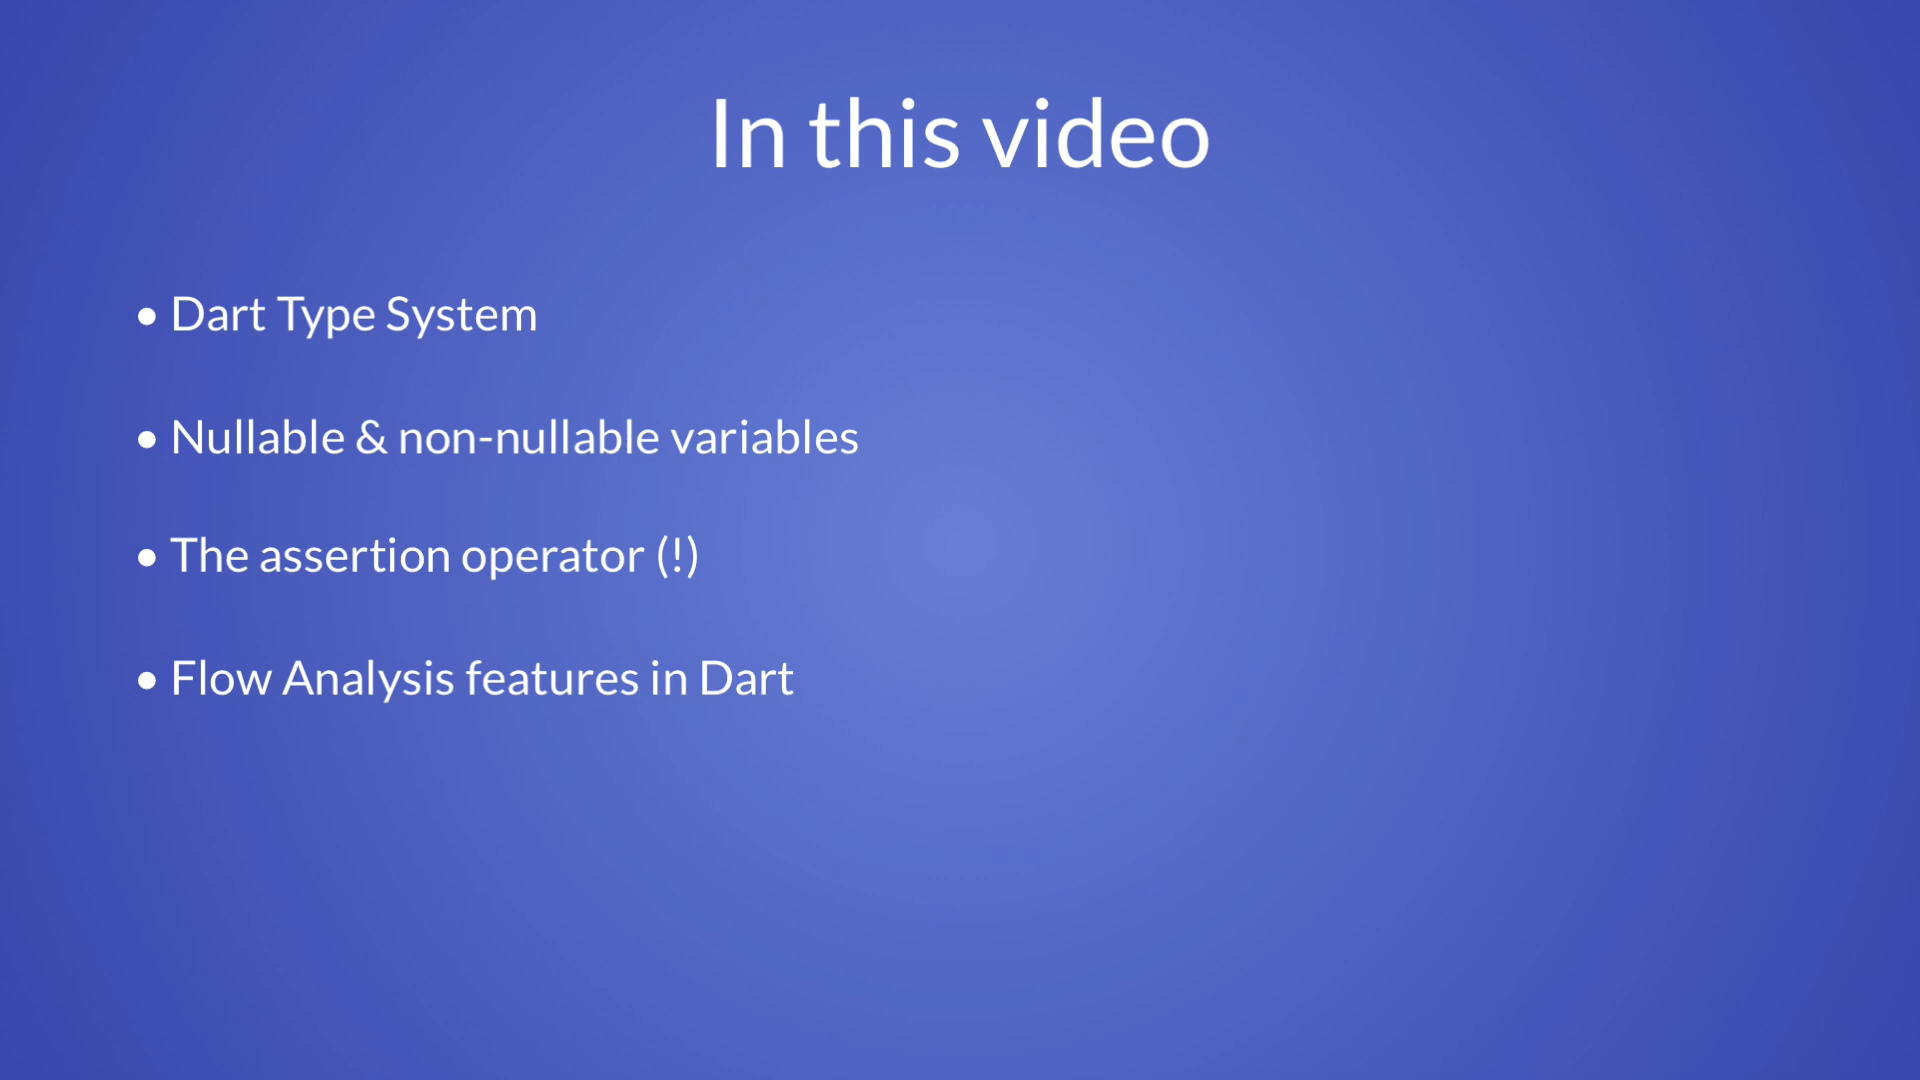 In this video
• Dart Type System
• Nullable & non-nullable variables
• The assertion operator (!)
• Flow Analysis features in Dart